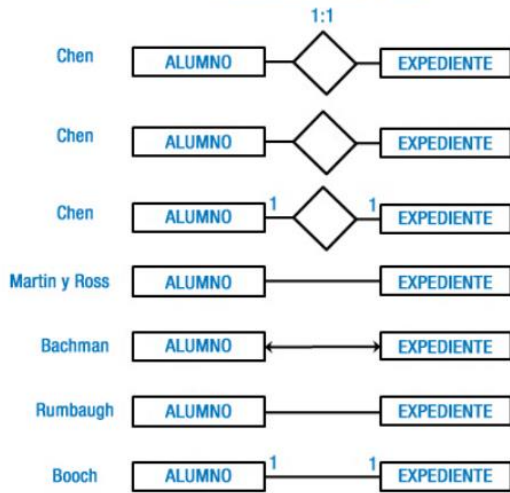 1:1
Chen ALUMNO EXPEDIENTE
Chen ALUMNO EXPEDIENTE
Chen ALUMNO 1 1 EXPEDIENTE
Martin y Ross ALUMNO EXPEDIENTE
Bachman ALUMNO EXPEDIENTE
Rumbaugh ALUMNO EXPEDIENTE
Booch ALUMNO 1 1 EXPEDIENTE